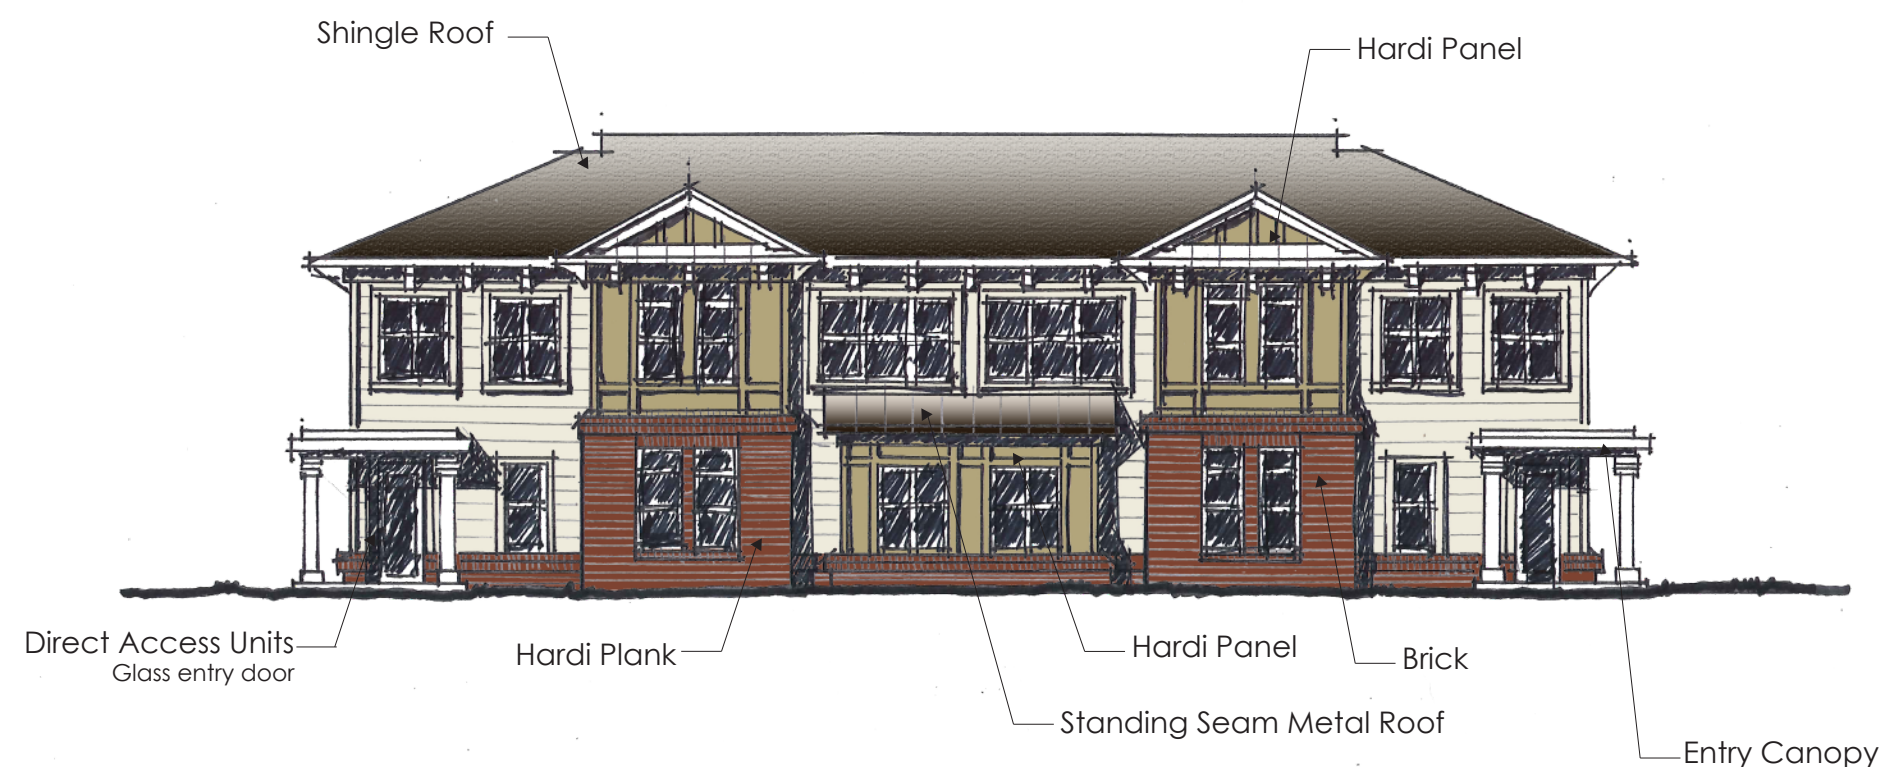 Shingle Roof
Hardi Panel
Direct Access Units
Glass entry door
Hardi Plank
Hardi Panel
Brick
Standing Seam Metal Roof
Entry Canopy